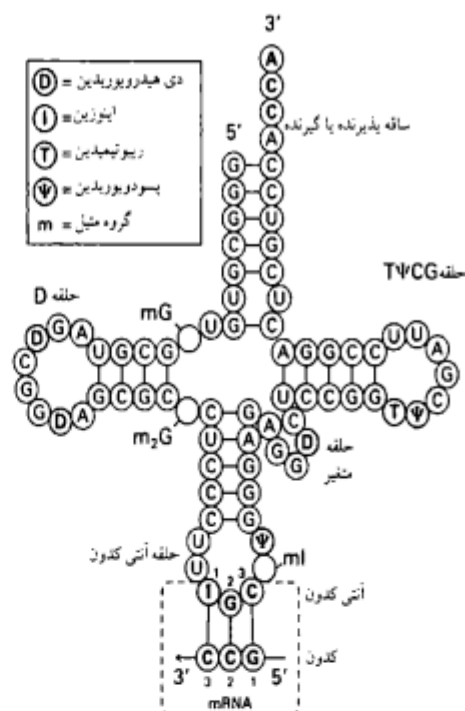 3′
A
C
C
A
ساقه پذیرنده یا گیرنده
5′
D = دی هیدرویوریدین
I = اینوزین
T = ریبوتیمیدین
Ψ = پسودویوریدین
m = گروه متیل
G C
G C
G U
C G
G C
U U
mG U G C
حلقه D
حلقه TΨCG
D G A U G C G
C
G
G D A G C G C
m₂G
A G G C C U U A
G
U C C G G T Ψ C
A C D
G G
حلقه
متغیر
C G
U A
C G
C G
C G
U Ψ
U mI
حلقه آنتی کدون
1 2 3
I G C
آنتی کدون
3′ C C G 5′
کدون
3 2 1
mRNA